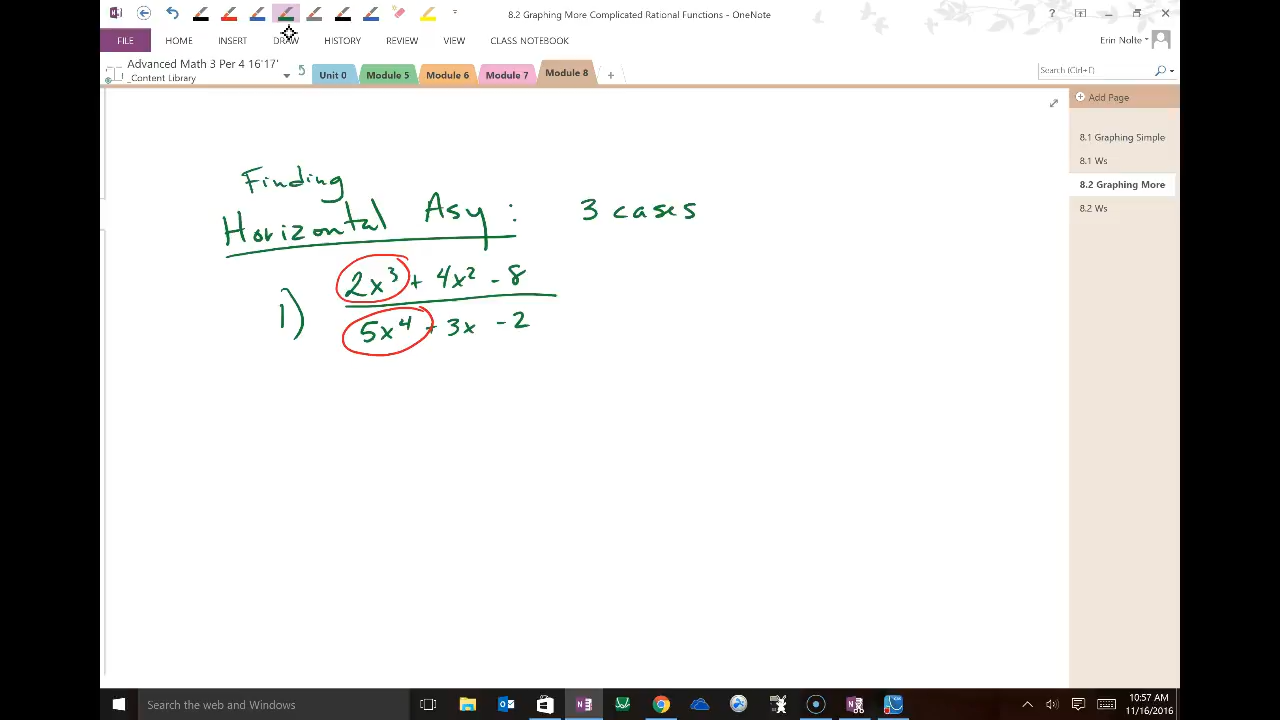 8.2 Graphing More Complicated Rational Functions - OneNote
?
FILE HOME INSERT DRAW HISTORY REVIEW VIEW CLASS NOTEBOOK
Erin Nolte
Advanced Math 3 Per 4 16'17'
_Content Library
Unit 0 Module 5 Module 6 Module 7 Module 8 +
Search (Ctrl+E)
Add Page
8.1 Graphing Simple
8.1 Ws
8.2 Graphing More
8.2 Ws
Finding
Horizontal Asy : 3 cases
1) 2x³ + 4x² - 8
5x⁴ + 3x - 2
Search the web and Windows
10:57 AM
11/16/2016